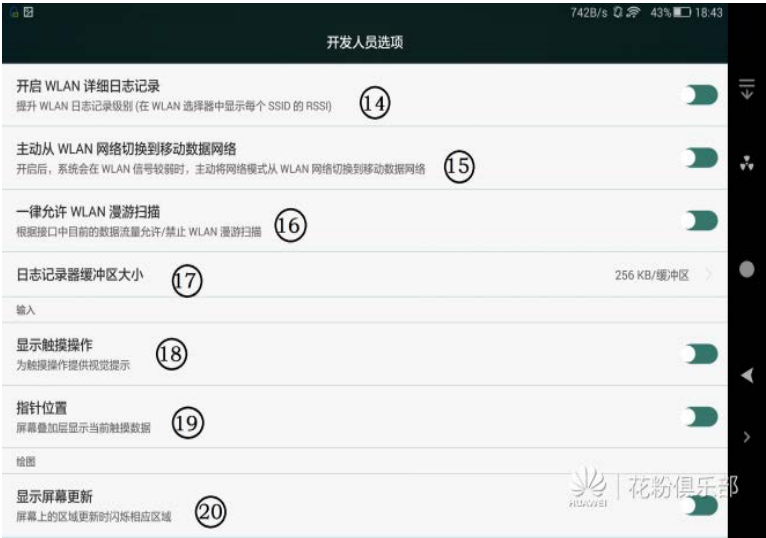 742B/s 43% 18:43
开发人员选项
开启 WLAN 详细日志记录
提升 WLAN 日志记录级别 (在 WLAN 选择器中显示每个 SSID 的 RSSI)
14
主动从 WLAN 网络切换到移动数据网络
开启后，系统会在 WLAN 信号较弱时，主动将网络模式从 WLAN 网络切换到移动数据网络
15
一律允许 WLAN 漫游扫描
根据接口中目前的数据流量允许/禁止 WLAN 漫游扫描
16
日志记录器缓冲区大小
17
256 KB/缓冲区
输入
显示触摸操作
为触摸操作提供视觉提示
18
指针位置
屏幕叠加层显示当前触摸数据
19
绘图
显示屏幕更新
屏幕上的区域更新时闪烁相应区域
20
HUAWEI
花粉俱乐部